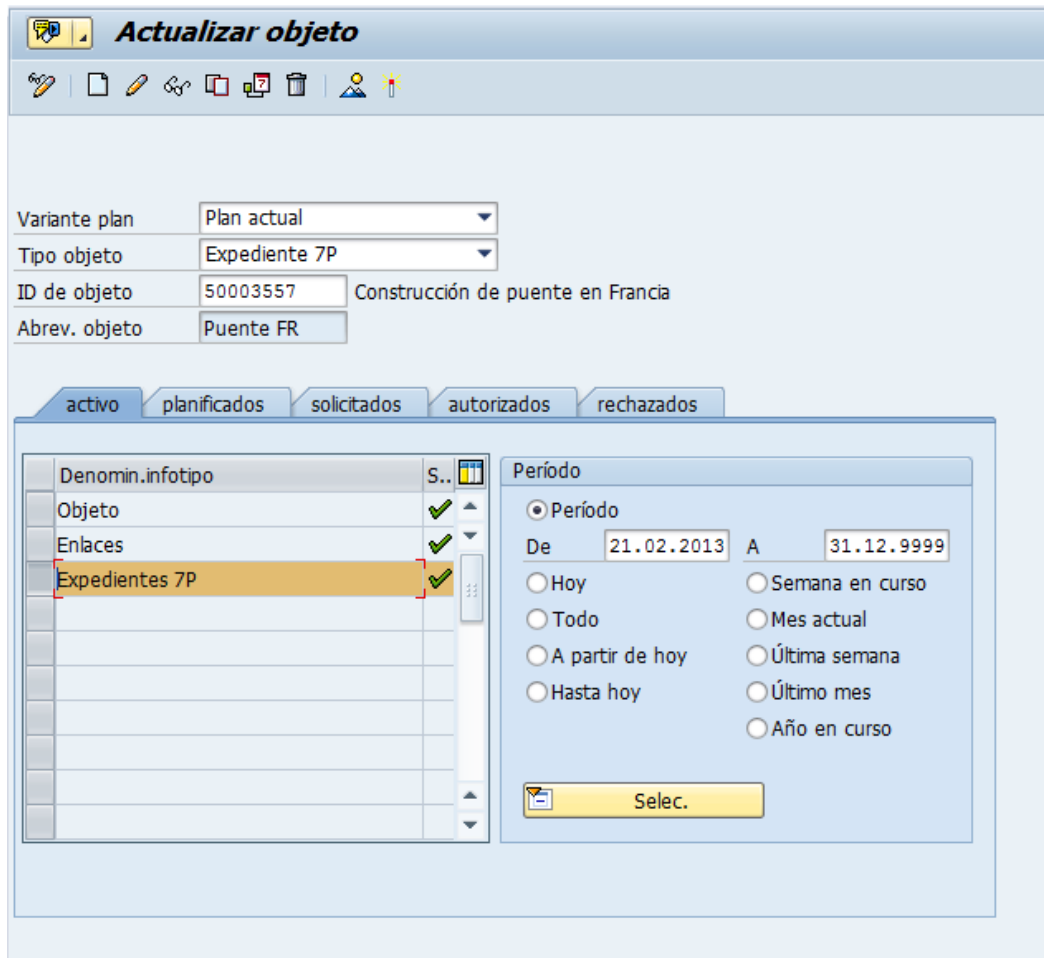 Actualizar objeto
Variante plan Plan actual
Tipo objeto Expediente 7P
ID de objeto 50003557 Construcción de puente en Francia
Abrev. objeto Puente FR
activo planificados solicitados autorizados rechazados
Denomin.infotipo S..
Objeto
Enlaces
Expedientes 7P
Período
Período
De 21.02.2013 A 31.12.9999
Hoy Semana en curso
Todo Mes actual
A partir de hoy Última semana
Hasta hoy Último mes
Año en curso
Selec.